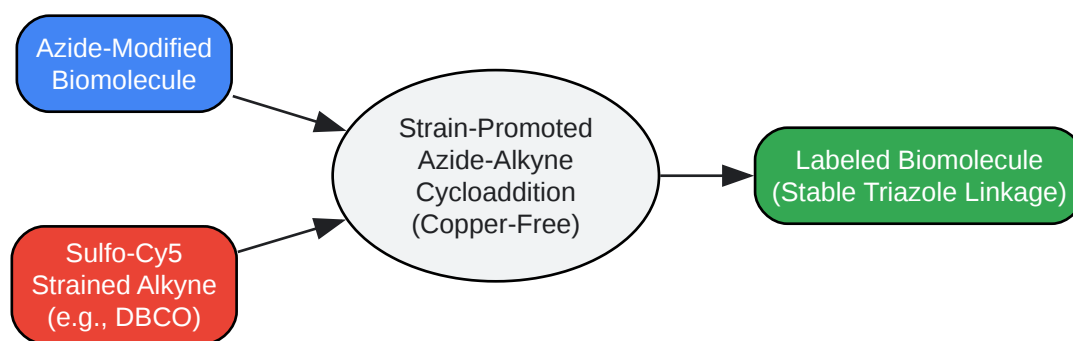 Azide-Modified
Biomolecule
Sulfo-Cy5
Strained Alkyne
(e.g., DBCO)
Strain-Promoted
Azide-Alkyne
Cycloaddition
(Copper-Free)
Labeled Biomolecule
(Stable Triazole Linkage)